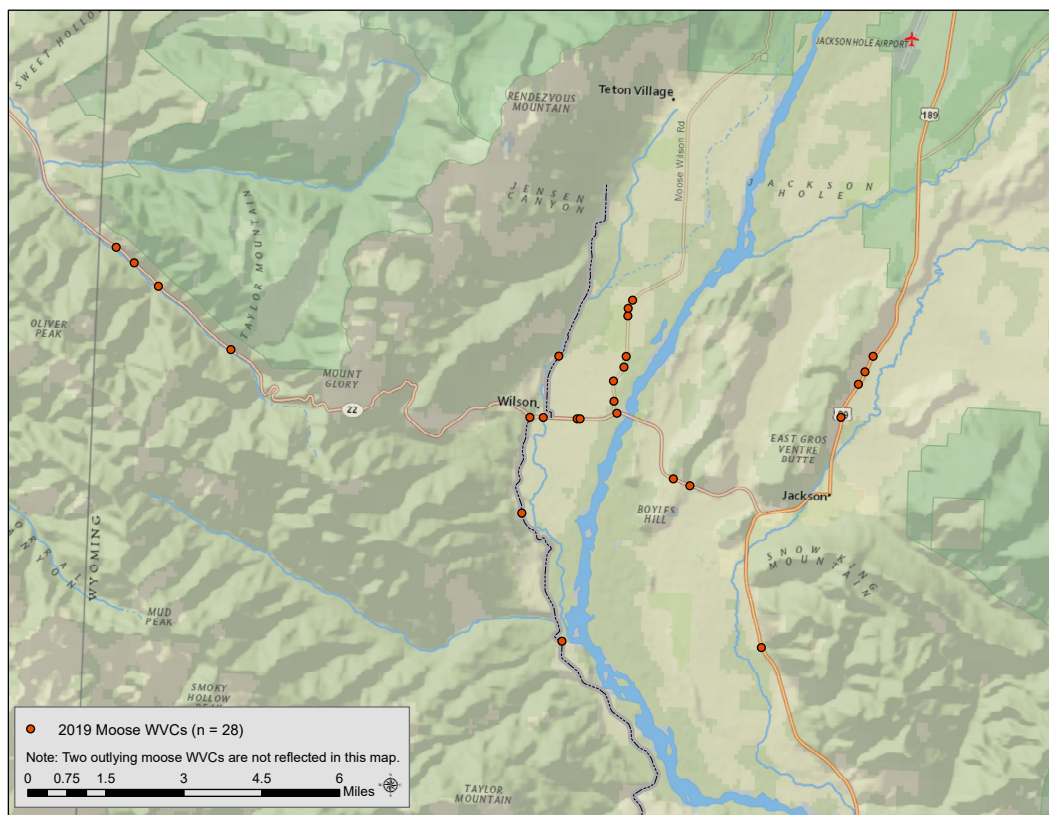 SWEET HOLLO
JACKSON HOLE AIRPORT
Teton Village
RENDEZVOUS
MOUNTAIN
189
Moose Wilson Rd
JENSEN
CANYON
JACKSON
HOLE
TAYLOR MOUNTAIN
OLIVER
PEAK
MOUNT
GLORY
22
Wilson
EAST GROS
VENTRE
BUTTE
Jackson
BOYLES
HILL
SNOW KING
MOUNTAIN
WYOMING
MUD
PEAK
SMOKY
HOLLOW
PEAK
2019 Moose WVCs (n = 28)
Note: Two outlying moose WVCs are not reflected in this map.
0 0.75 1.5 3 4.5 6
Miles
TAYLOR
MOUNTAIN